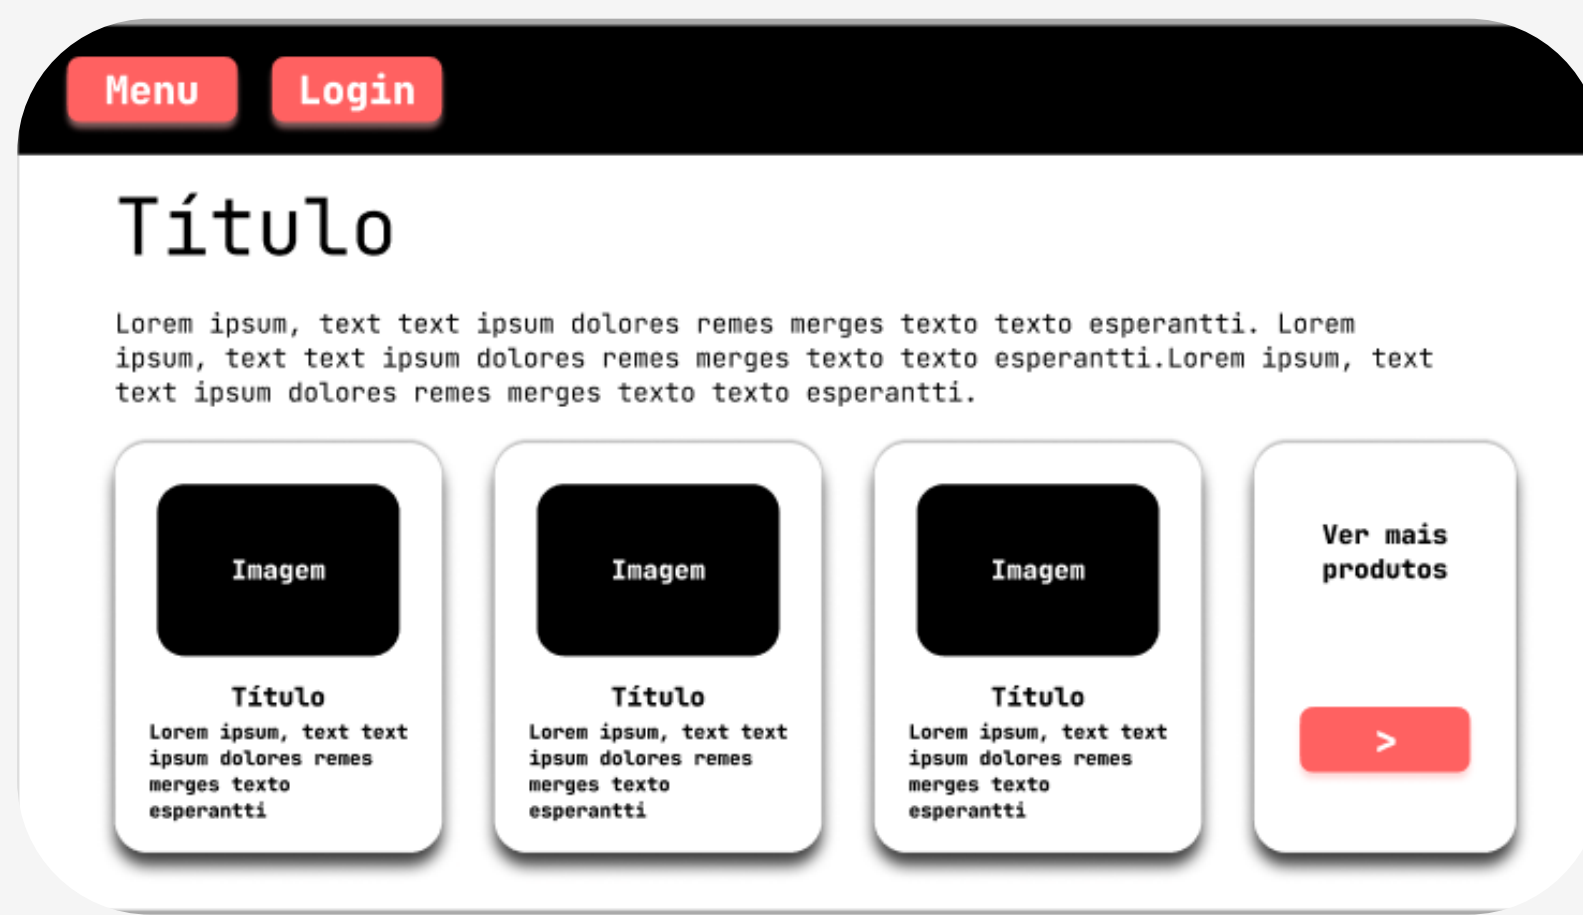 Menu
Login
Título
Lorem ipsum, text text ipsum dolores remes merges texto texto esperantti. Lorem
ipsum, text text ipsum dolores remes merges texto texto esperantti.Lorem ipsum, text
text ipsum dolores remes merges texto texto esperantti.
Imagem
Título
Lorem ipsum, text text
ipsum dolores remes
merges texto
esperantti
Imagem
Título
Lorem ipsum, text text
ipsum dolores remes
merges texto
esperantti
Imagem
Título
Lorem ipsum, text text
ipsum dolores remes
merges texto
esperantti
Ver mais
produtos
>